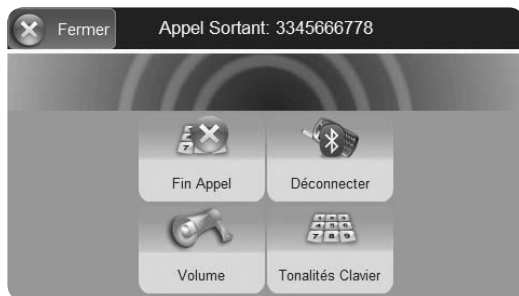 Fermer
Appel Sortant: 3345666778
Fin Appel
Déconnecter
Volume
Tonalités Clavier